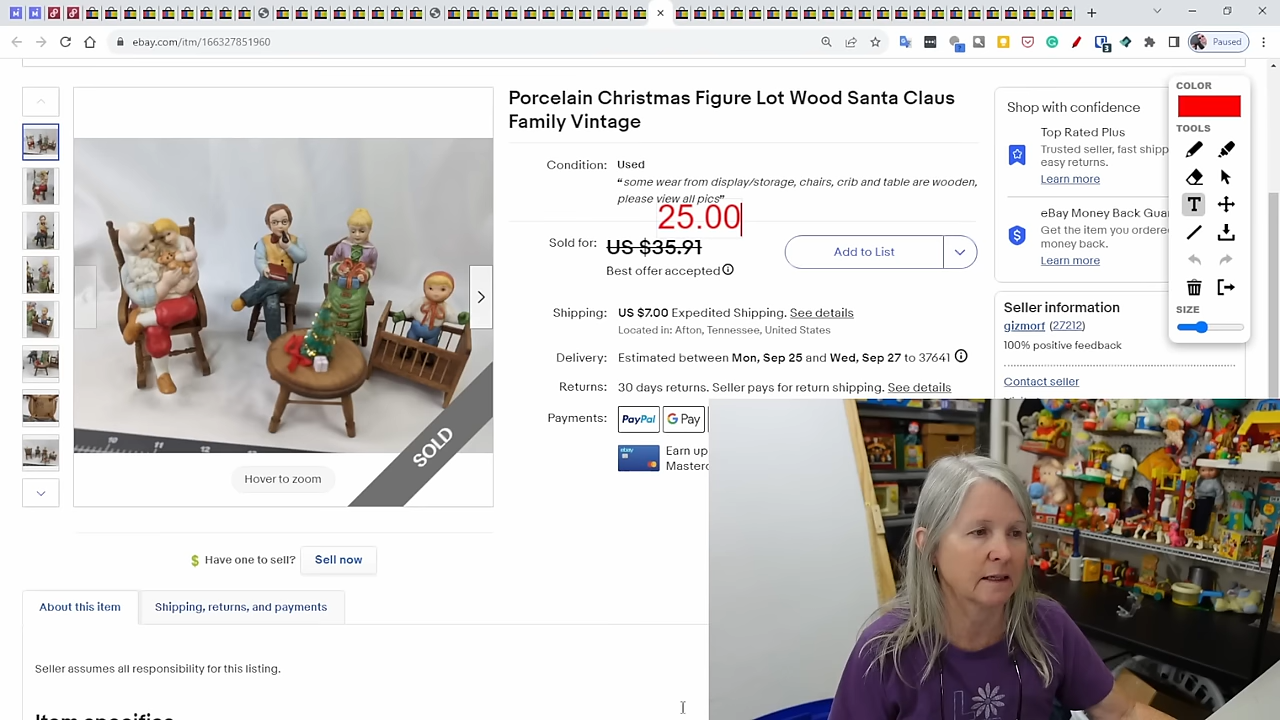 Paused
ebay.com/itm/166327851960
Porcelain Christmas Figure Lot Wood Santa Claus
Family Vintage
Condition:
Used
“some wear from display/storage, chairs, crib and table are wooden,
please view all pics”
25.00
Sold for:
US $35.91
Best offer accepted
Add to List
Shipping:
US $7.00 Expedited Shipping. See details
Located in: Afton, Tennessee, United States
Delivery:
Estimated between Mon, Sep 25 and Wed, Sep 27 to 37641
Returns:
30 days returns. Seller pays for return shipping. See details
Payments:
PayPal
G Pay
ebay
Earn up
Masterc
SOLD
10
11
12
Hover to zoom
$ Have one to sell?
Sell now
About this item
Shipping, returns, and payments
Seller assumes all responsibility for this listing.
Item specifics
Shop with confidence
Top Rated Plus
Trusted seller, fast shipp
easy returns.
Learn more
eBay Money Back Gua
Get the item you ordere
money back.
Learn more
Seller information
gizmorf (27212)
100% positive feedback
Contact seller
COLOR
TOOLS
T
SIZE